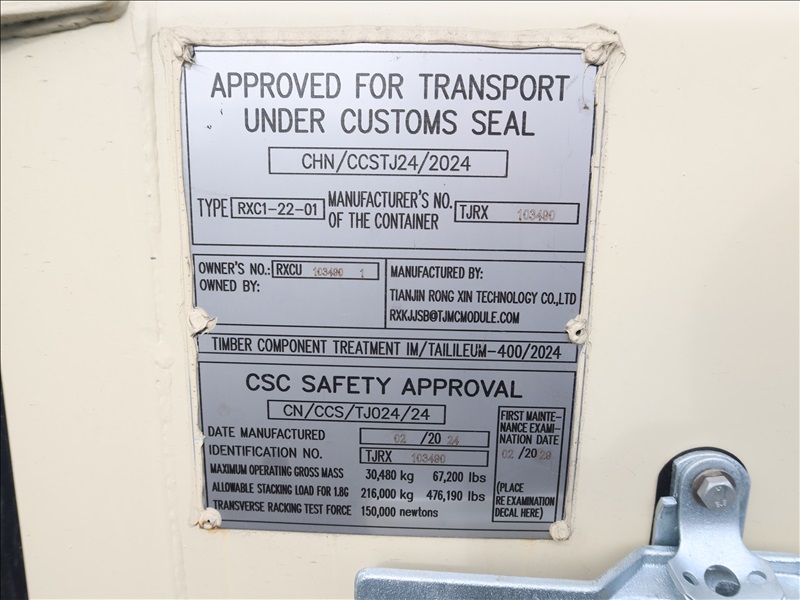 APPROVED FOR TRANSPORT
UNDER CUSTOMS SEAL
CHN/CCSTJ24/2024
TYPE RXC1-22-01 MANUFACTURER'S NO. OF THE CONTAINER TJRX 103490
OWNER'S NO.: RXCU 103490 1
OWNED BY:
MANUFACTURED BY:
TIANJIN RONG XIN TECHNOLOGY CO.,LTD
RXKJJSB@TJMCMODULE.COM
TIMBER COMPONENT TREATMENT IM/TAILILEUM-400/2024
CSC SAFETY APPROVAL
CN/CCS/TJ024/24
DATE MANUFACTURED 02 /20 24
IDENTIFICATION NO. TJRX 103490
MAXIMUM OPERATING GROSS MASS 30,480 kg 67,200 lbs
ALLOWABLE STACKING LOAD FOR 1.8G 216,000 kg 476,190 lbs
TRANSVERSE RACKING TEST FORCE 150,000 newtons
FIRST MAINTE-
NANCE EXAMI-
NATION DATE
02 /20 29
(PLACE
RE EXAMINATION
DECAL HERE)